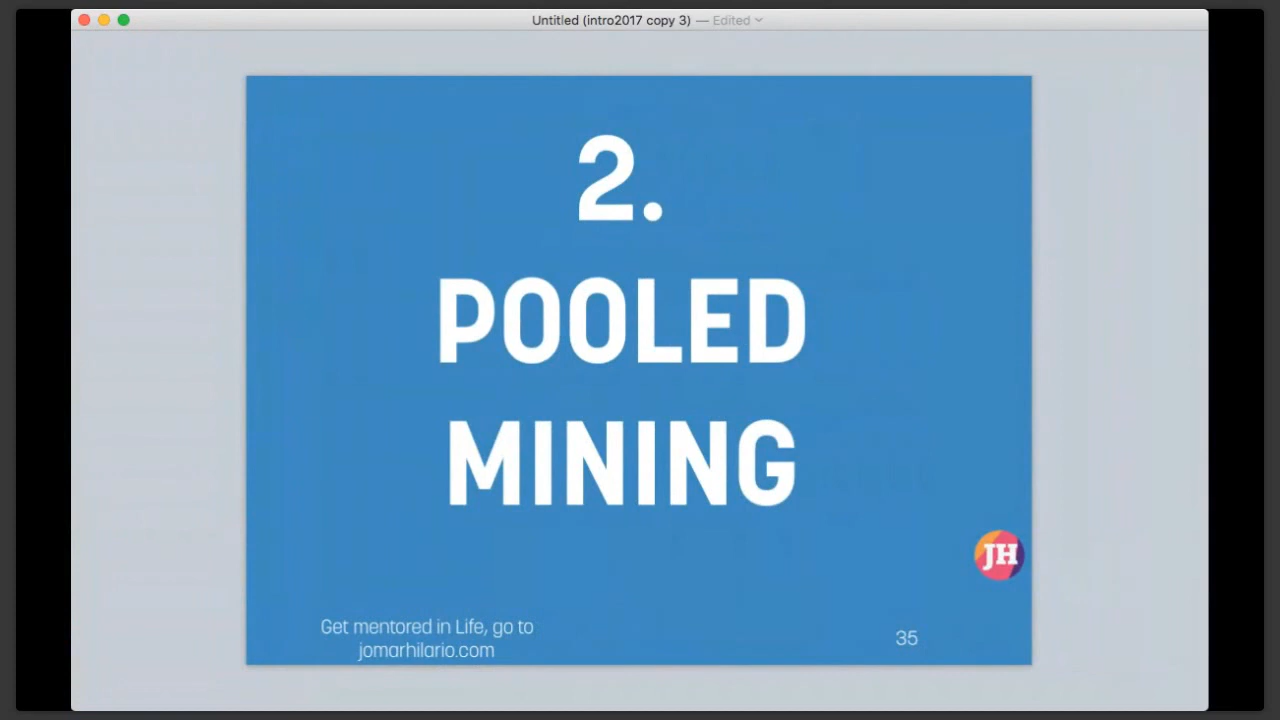 Untitled (intro2017 copy 3) — Edited
2.
POOLED
MINING
JH
Get mentored in Life, go to
jomarhilario.com
35